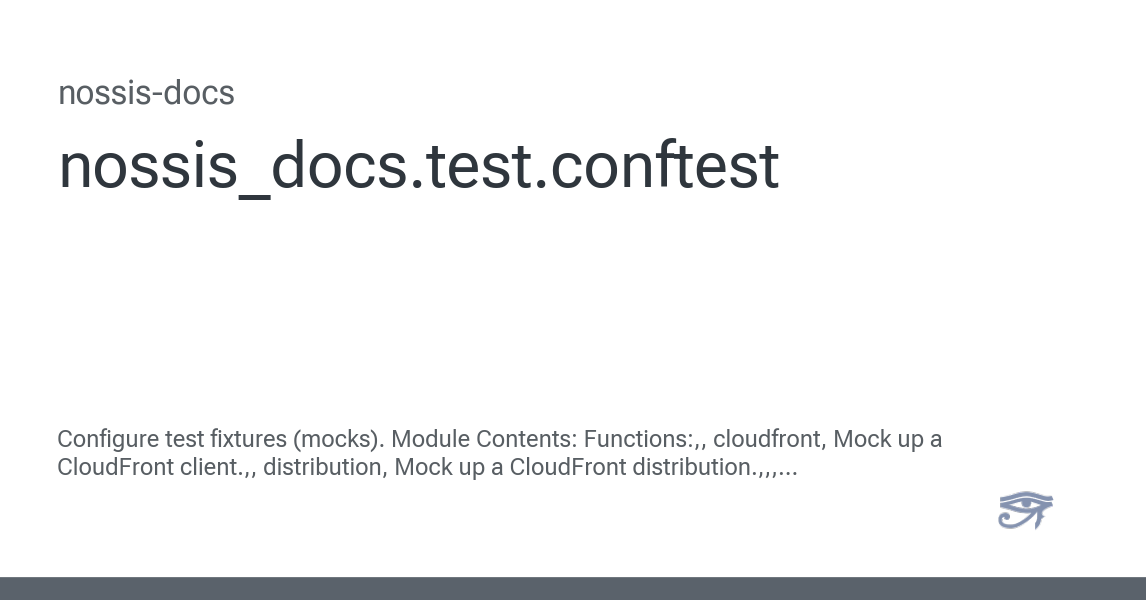 nossis-docs
nossis_docs.test.conftest
Configure test fixtures (mocks). Module Contents: Functions:,, cloudfront, Mock up a
CloudFront client.,, distribution, Mock up a CloudFront distribution.,,,...